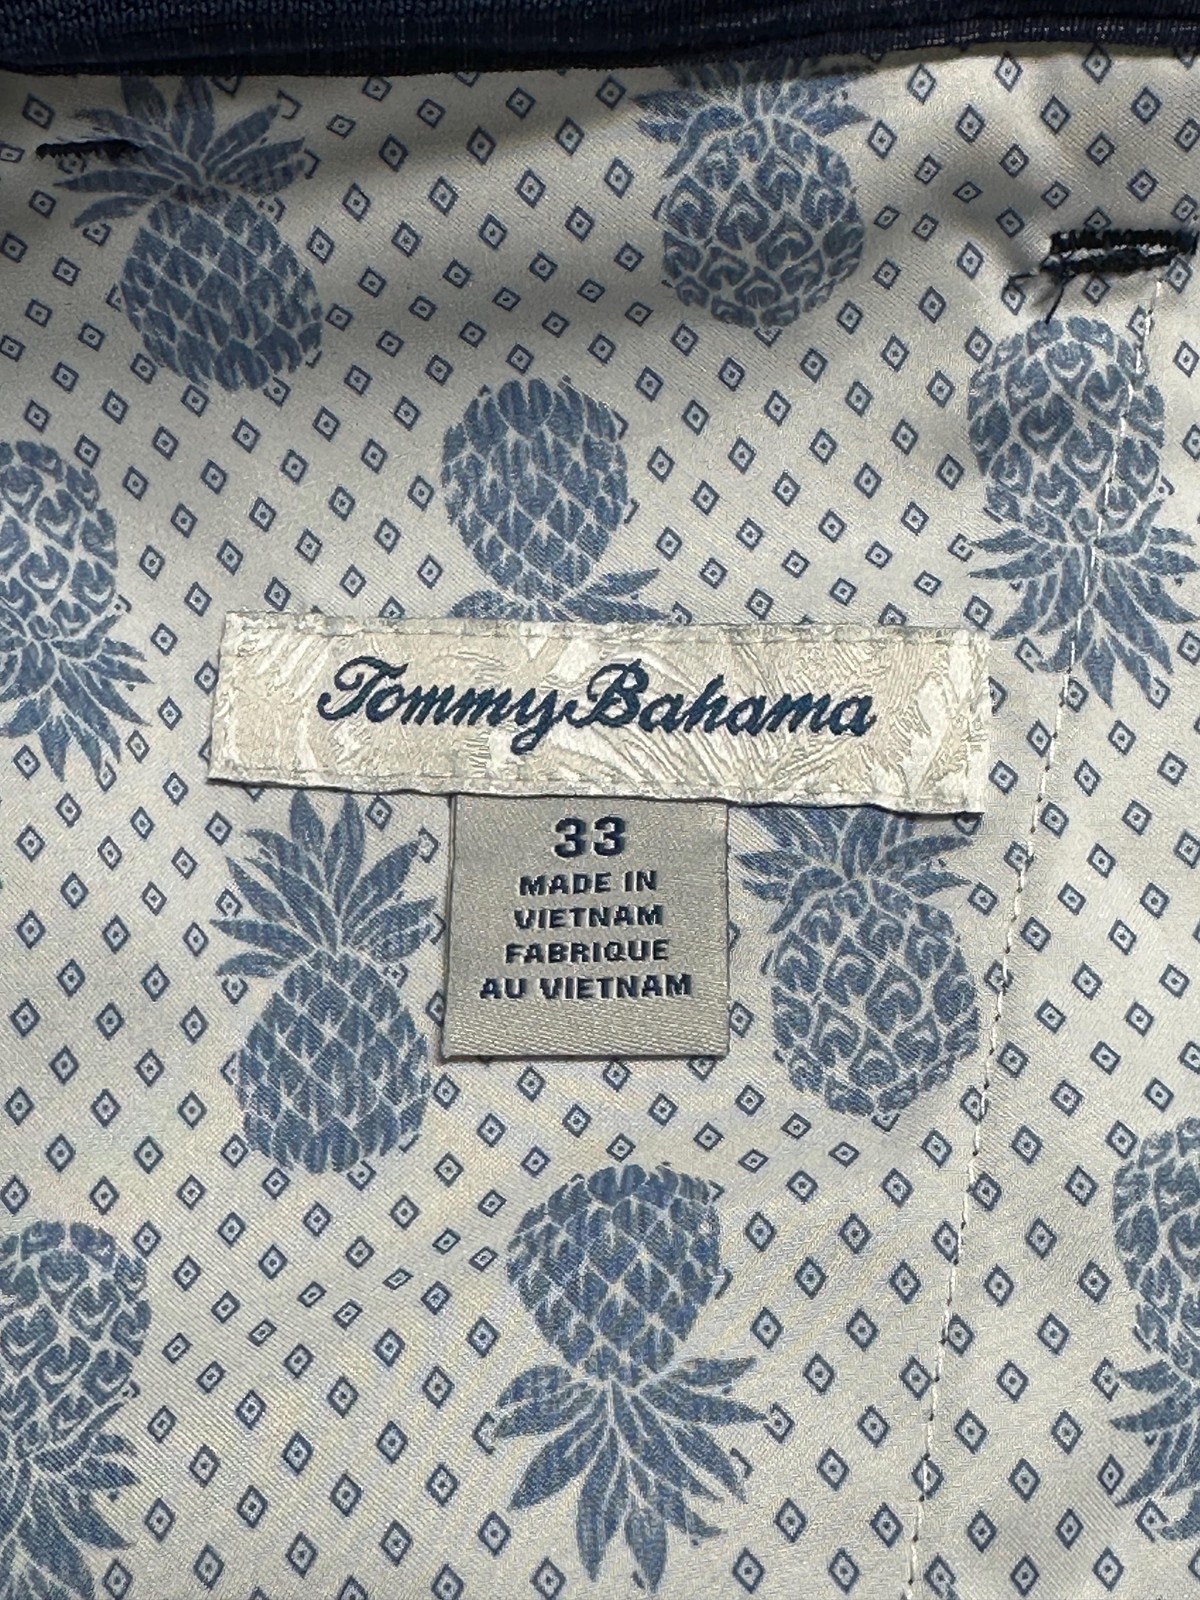 Tommy Bahama
33
MADE IN
VIETNAM
FABRIQUE
AU VIETNAM